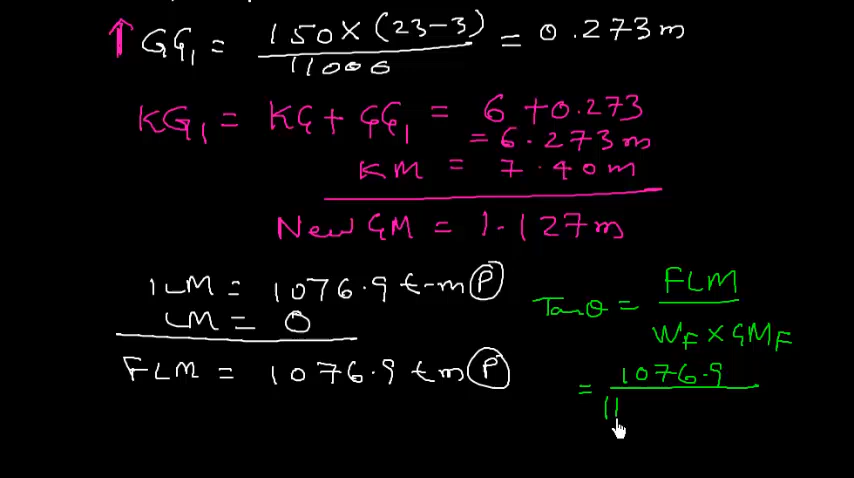 ↑ GG₁ = 150 X (23-3) / 11000 = 0.273 m
KG₁ = KG + GG₁ = 6 + 0.273
= 6.273 m
KM = 7.40 m
New GM = 1.127 m
ILM = 1076.9 t-m (P)
LM = 0
FLM = 1076.9 tm (P)
Tanθ = FLM / W_F X GM_F
= 1076.9 / 11